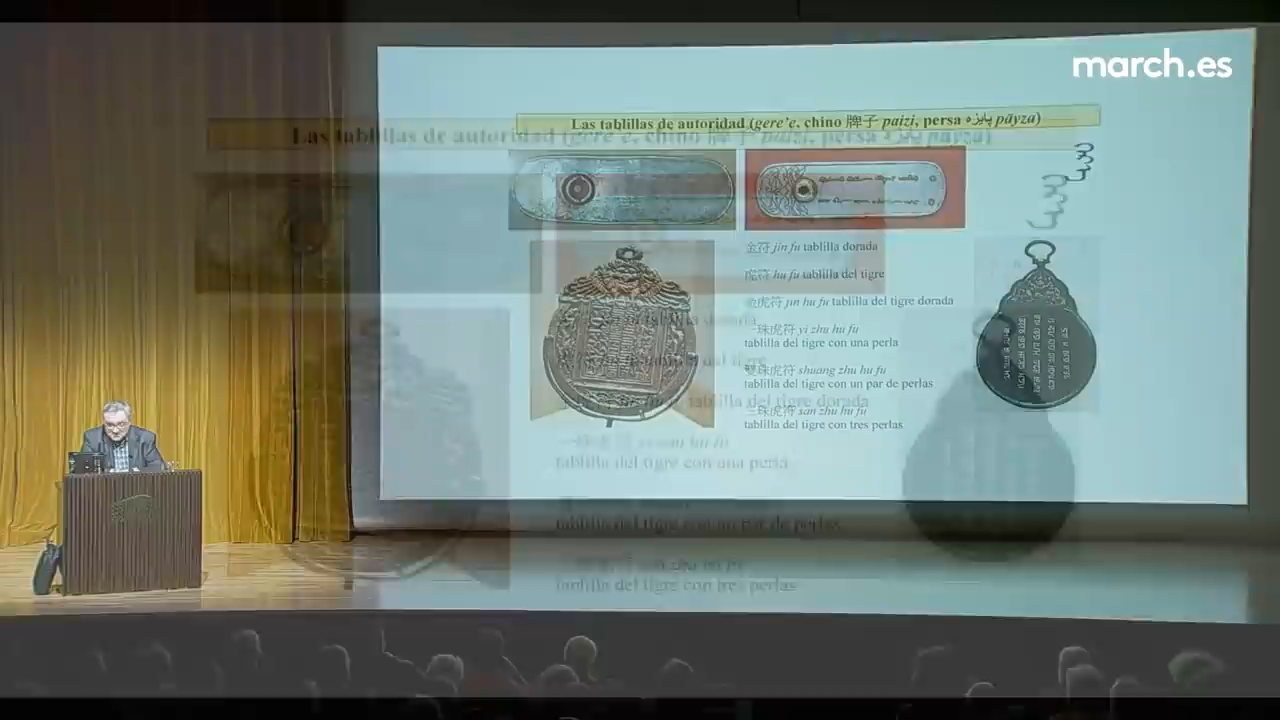 march.es
Las tablillas de autoridad (gere'e, chino 牌子 paizi, persa پایزه pāyza)
金符 jin fu tablilla dorada
虎符 hu fu tablilla del tigre
金虎符 jin hu fu tablilla del tigre dorada
一珠虎符 yi zhu hu fu
tablilla del tigre con una perla
雙珠虎符 shuang zhu hu fu
tablilla del tigre con un par de perlas
三珠虎符 san zhu hu fu
tablilla del tigre con tres perlas